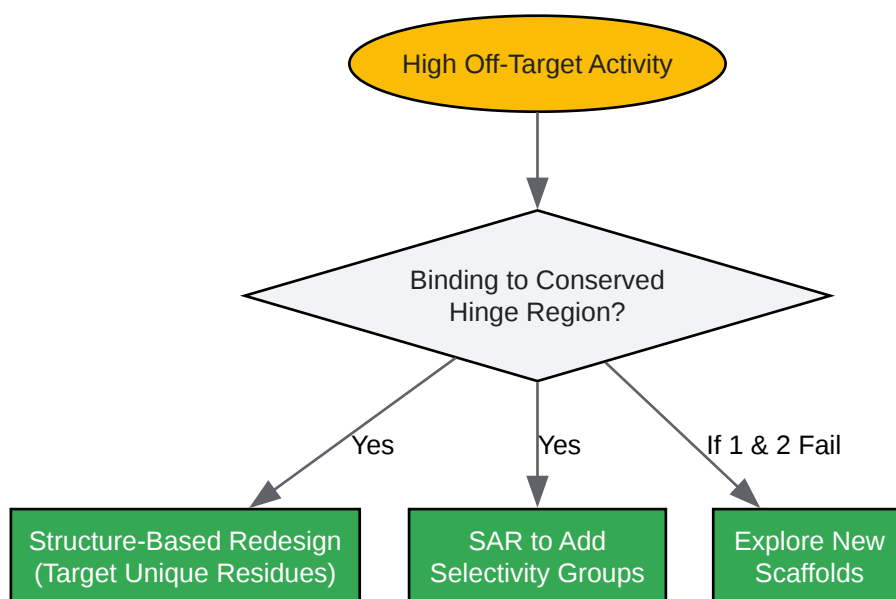 High Off-Target Activity
Binding to Conserved
Hinge Region?
Yes
Yes
If 1 & 2 Fail
Structure-Based Redesign
(Target Unique Residues)
SAR to Add
Selectivity Groups
Explore New
Scaffolds